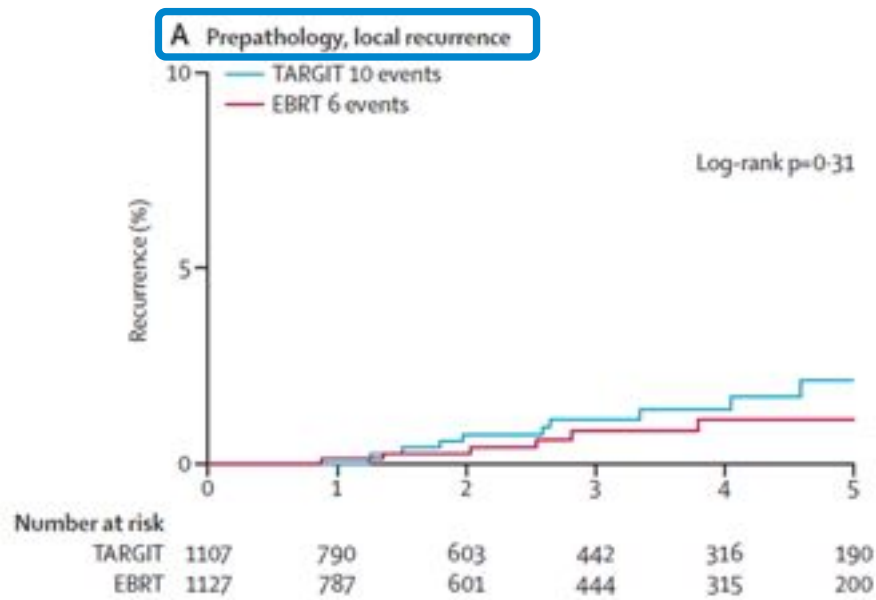 A Prepathology, local recurrence
10
TARGIT 10 events
EBRT 6 events
Log-rank p=0·31
Recurrence (%)
5
0
0 1 2 3 4 5
Number at risk
TARGIT 1107 790 603 442 316 190
EBRT 1127 787 601 444 315 200